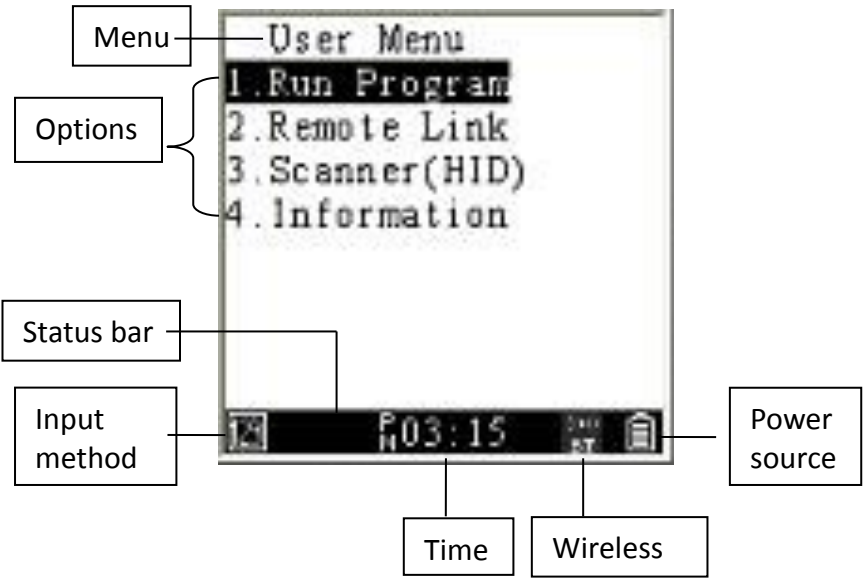 Menu
User Menu
Options
1.Run Program
2.Remote Link
3.Scanner(HID)
4.Information
Status bar
Input method
PM 03:15
Power source
Time
Wireless